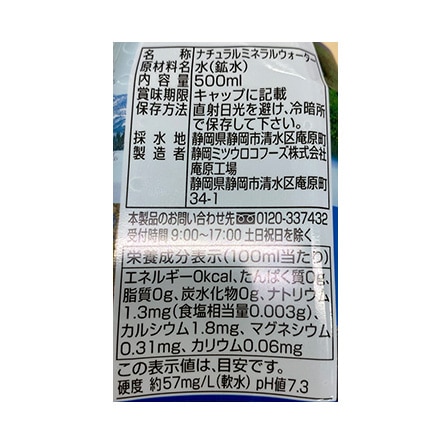 名称 ナチュラルミネラルウォーター
原材料名 水(鉱水)
内容量 500ml
賞味期限 キャップに記載
保存方法 直射日光を避け、冷暗所
で保存して下さい。
採水地 静岡県静岡市清水区庵原町
製造者 静岡ミツウロコフーズ株式会社
庵原工場
静岡県静岡市清水区庵原町
34-1
本製品のお問い合わせ先 0120-337432
受付時間 9:00〜17:00 土日祝日を除く
栄養成分表示(100ml当たり)
エネルギー0kcal、たんぱく質0g、
脂質0g、炭水化物0g、ナトリウム
1.3mg(食塩相当量0.003g)、
カルシウム1.8mg、マグネシウム
0.31mg、カリウム0.06mg
この表示値は、目安です。
硬度 約57mg/L(軟水) pH値7.3